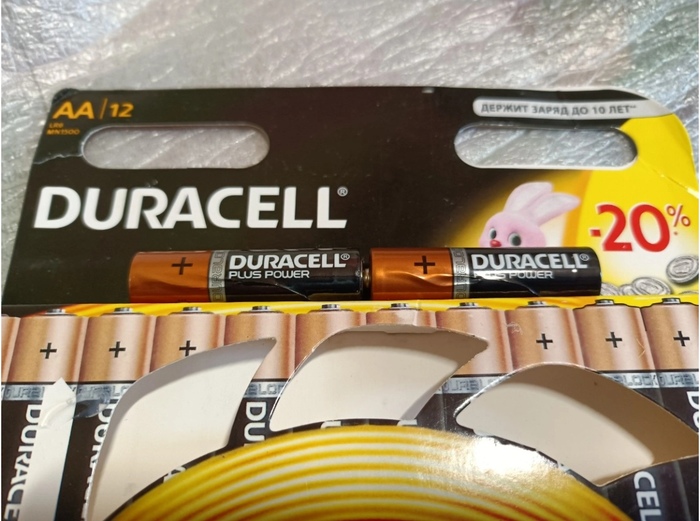 AA | 12
LR6
MN1500
ДЕРЖИТ ЗАРЯД ДО 10 ЛЕТ**
DURACELL®
-20%
+ DURACELL®
PLUS POWER
+ DURACELL
PLUS POWER
+ + + + + +